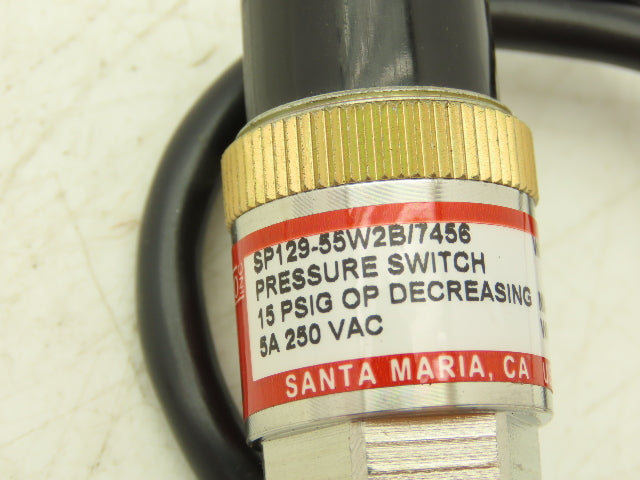 SP129-55W2B/7456
PRESSURE SWITCH
15 PSIG OP DECREASING
5A 250 VAC
SANTA MARIA, CA